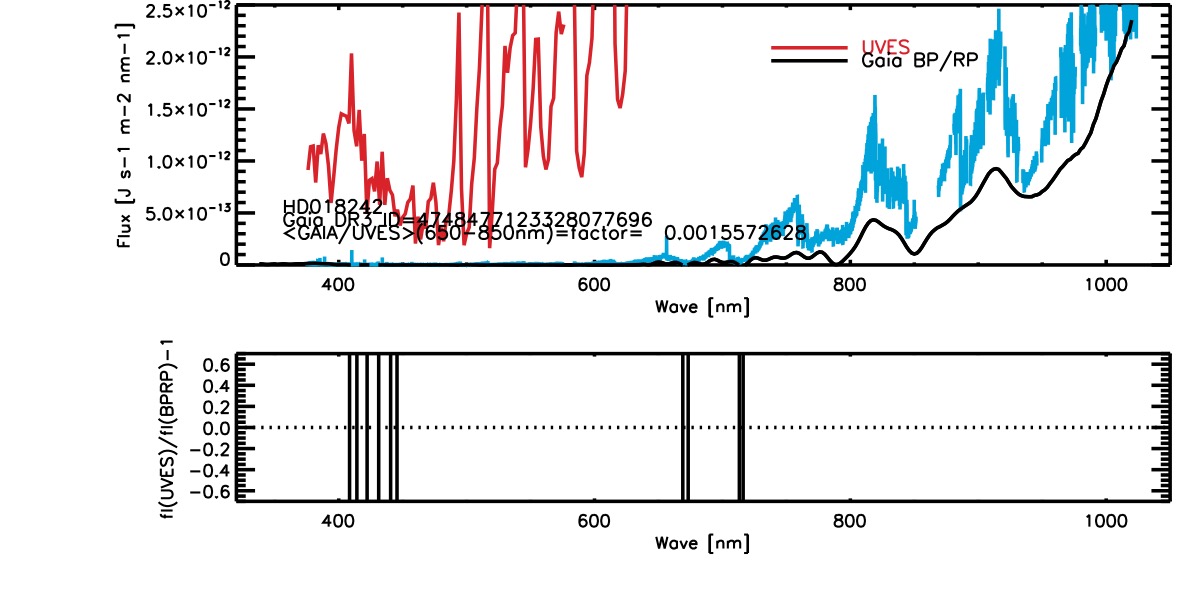 2.5×10⁻¹²
2.0×10⁻¹²
1.5×10⁻¹²
1.0×10⁻¹²
5.0×10⁻¹³
0
Flux [J s−1 m−2 nm−1]
UVES
Gaia BP/RP
HD018242
Gaia DR3 ID=4748477123328077696
<GAIA/UVES>(650−850nm)=factor= 0.0015572628
400 600 800 1000
Wave [nm]
fl(UVES)/fl(BPRP)−1
0.6
0.4
0.2
0.0
−0.2
−0.4
−0.6
400 600 800 1000
Wave [nm]